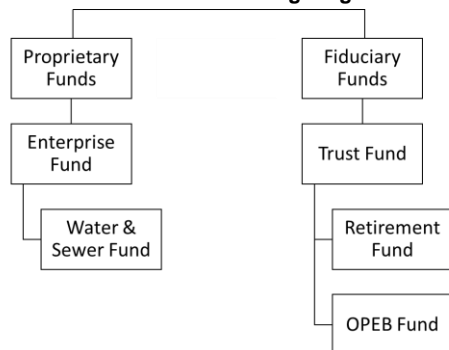 Proprietary
Funds
Fiduciary
Funds
Enterprise
Fund
Trust Fund
Water &
Sewer Fund
Retirement
Fund
OPEB Fund